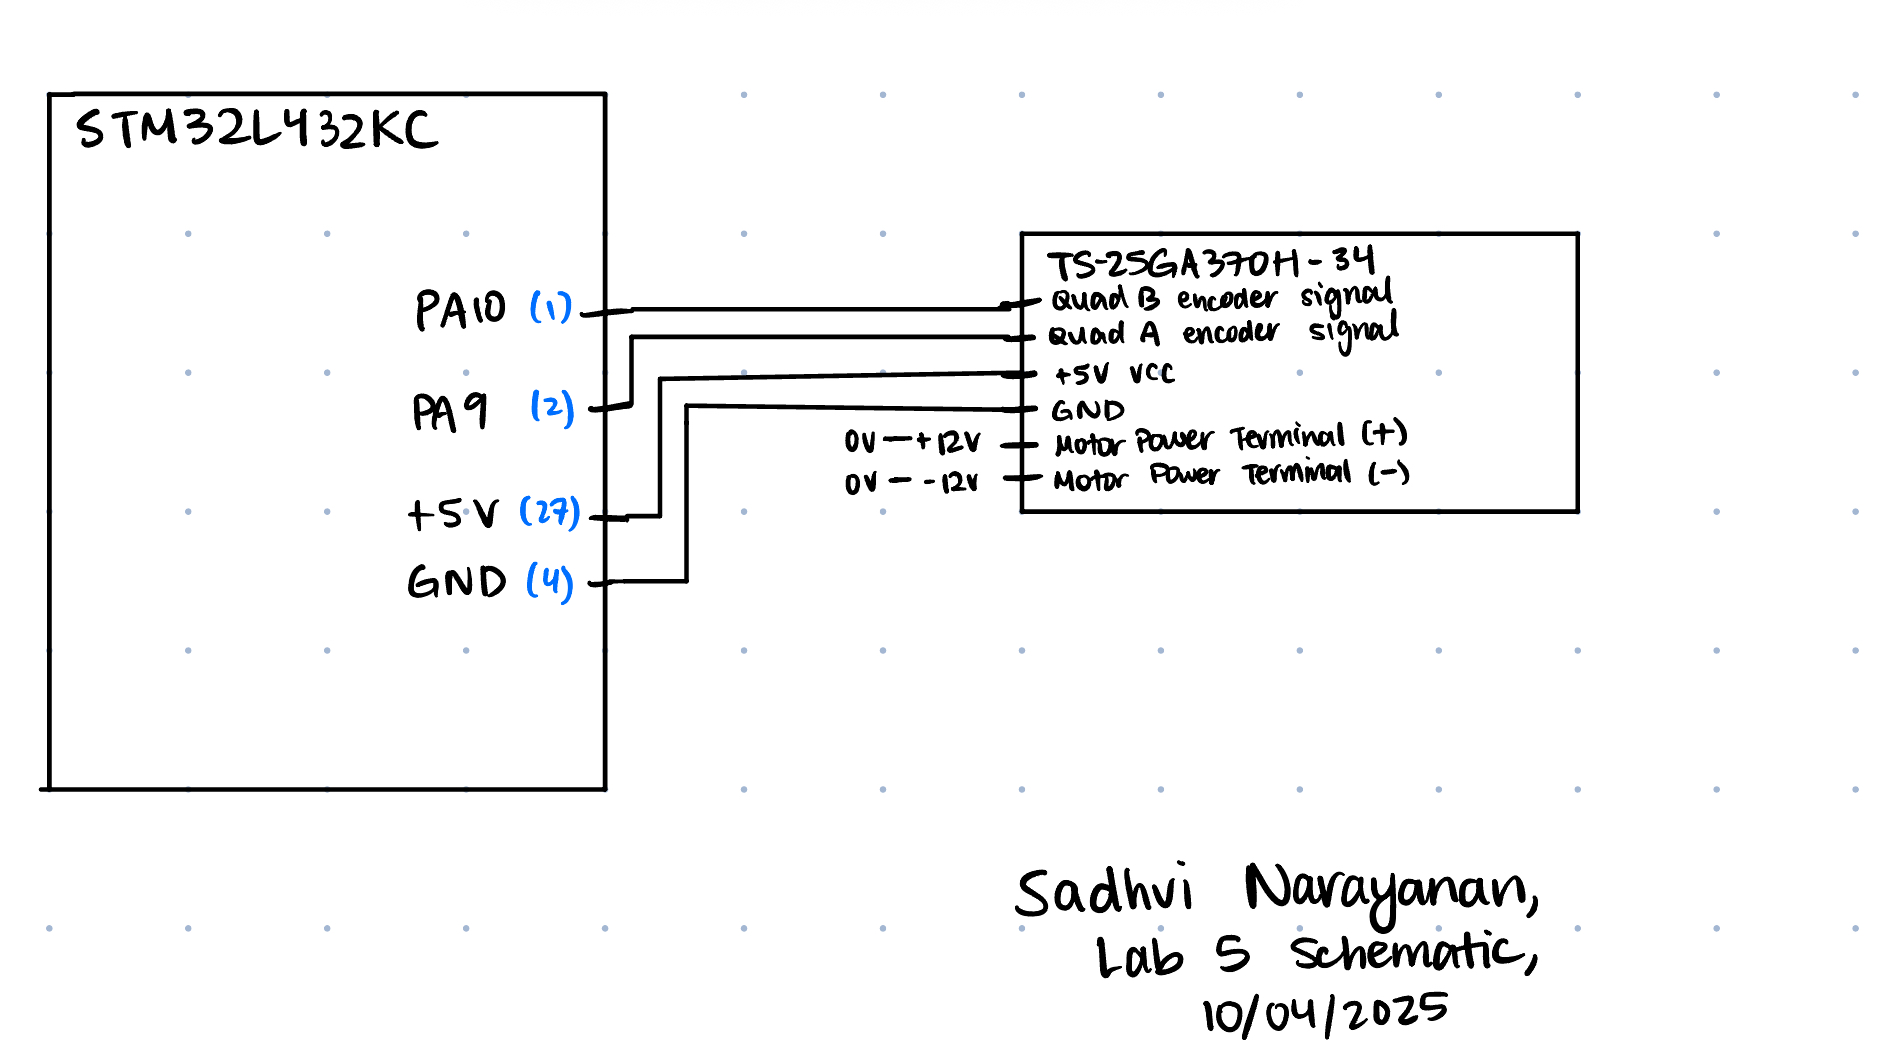 STM32L432KC
PA10 (1)
PA9 (2)
+5V (27)
GND (4)
TS-25GA370H-34
Quad B encoder signal
Quad A encoder signal
+5V VCC
GND
0V—+12V Motor Power Terminal (+)
0V—-12V Motor Power Terminal (-)
Sadhvi Narayanan,
Lab 5 Schematic,
10/04/2025